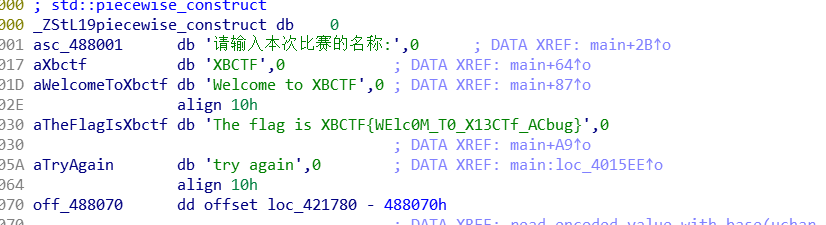 000 ; std::piecewise_construct
000 _ZStL19piecewise_construct db    0
001 asc_488001      db '请输入本次比赛的名称:',0     ; DATA XREF: main+2B↑o
017 aXbctf          db 'XBCTF',0            ; DATA XREF: main+64↑o
01D aWelcomeToXbctf db 'Welcome to XBCTF',0 ; DATA XREF: main+87↑o
02E                 align 10h
030 aTheFlagIsXbctf db 'The flag is XBCTF{WElc0M_T0_X13CTf_ACbug}',0
030                                         ; DATA XREF: main+A9↑o
05A aTryAgain       db 'try again',0        ; DATA XREF: main:loc_4015EE↑o
064                 align 10h
070 off_488070      dd offset loc_421780 - 488070h
070                                         ; DATA XREF: read_encoded_value_with_base(uchan